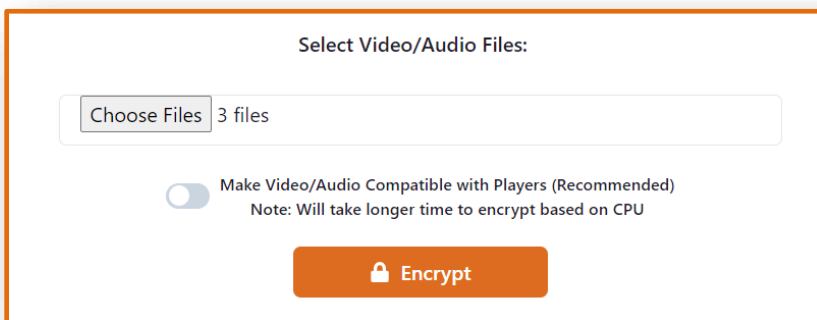 Select Video/Audio Files:
Choose Files 3 files
Make Video/Audio Compatible with Players (Recommended)
Note: Will take longer time to encrypt based on CPU
Encrypt